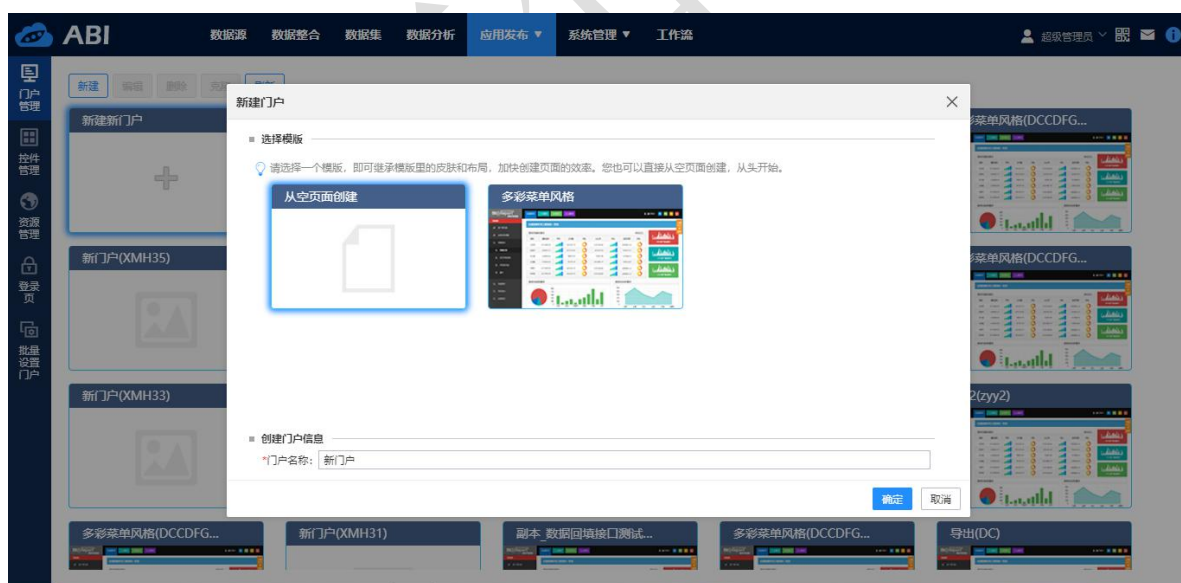 ABI
数据源 数据整合 数据集 数据分析 应用发布 ▼ 系统管理 ▼ 工作流
超级管理员
门户
管理
控件
管理
资源
管理
登录
页
批量
设置
门户
新建 编辑 删除
新建新门户
菜单风格(DCCDFG...
新门户(XMH35)
菜单风格(DCCDFG...
新门户(XMH33)
2(zyy2)
新建门户
选择模版
请选择一个模版，即可继承模版里的皮肤和布局，加快创建页面的效率。您也可以直接从空页面创建，从头开始。
从空页面创建
多彩菜单风格
创建门户信息
*门户名称： 新门户
确定 取消
多彩菜单风格(DCCDFG...
新门户(XMH31)
副本_数据回填接口测试...
多彩菜单风格(DCCDFG...
导出(DC)